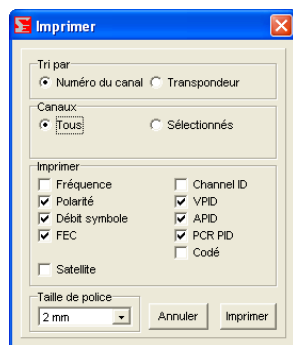 Imprimer
Tri par
Numéro du canal Transpondeur
Canaux
Tous Sélectionnés
Imprimer
Fréquence Channel ID
Polarité VPID
Débit symbole APID
FEC PCR PID
Codé
Satellite
Taille de police
2 mm Annuler Imprimer